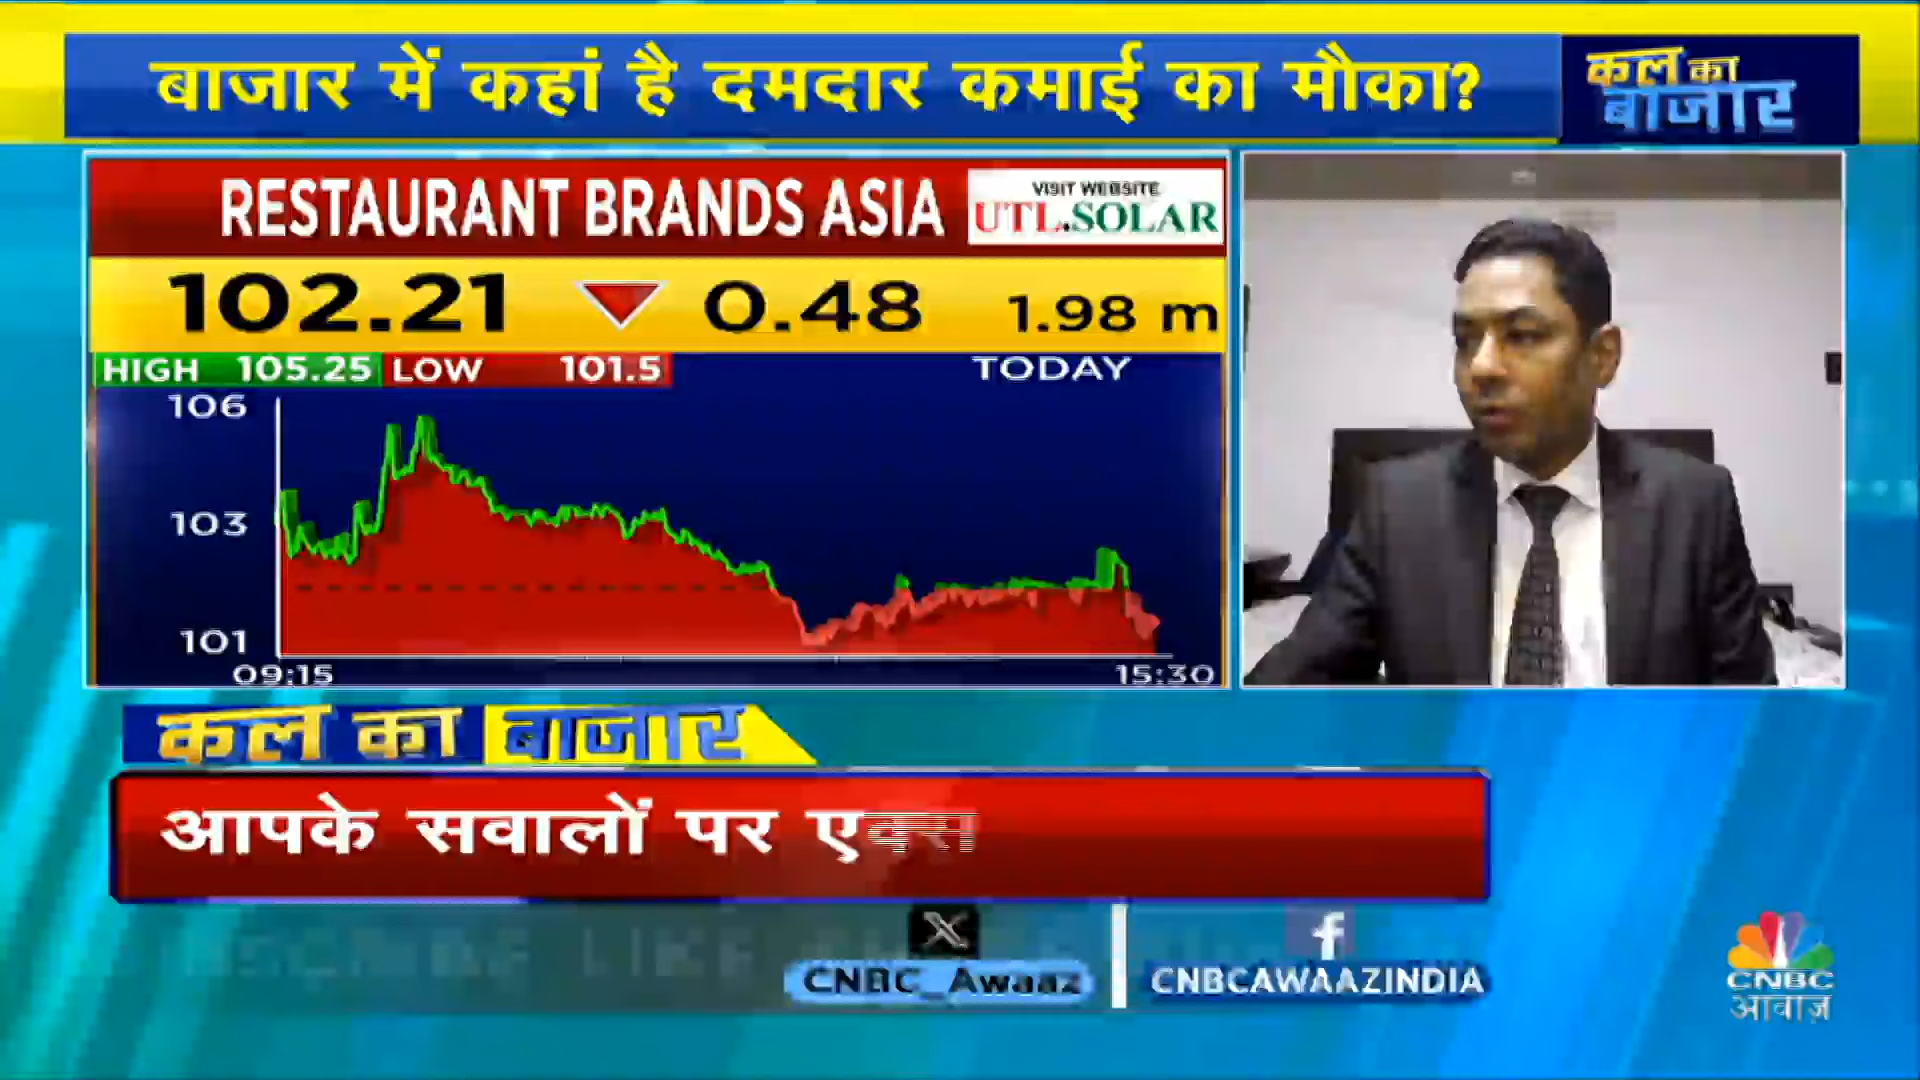 बाजार में कहां है दमदार कमाई का मौका?
कल का
बाजार
RESTAURANT BRANDS ASIA
VISIT WEBSITE
UTL.SOLAR
102.21 0.48 1.98 m
HIGH 105.25 LOW 101.5 TODAY
106
103
101
09:15 15:30
कल का बाजार
आपके सवालों पर एक्स
LIKE
CNBC_Awaaz
CNBCAWAAZINDIA
CNBC
आवाज़